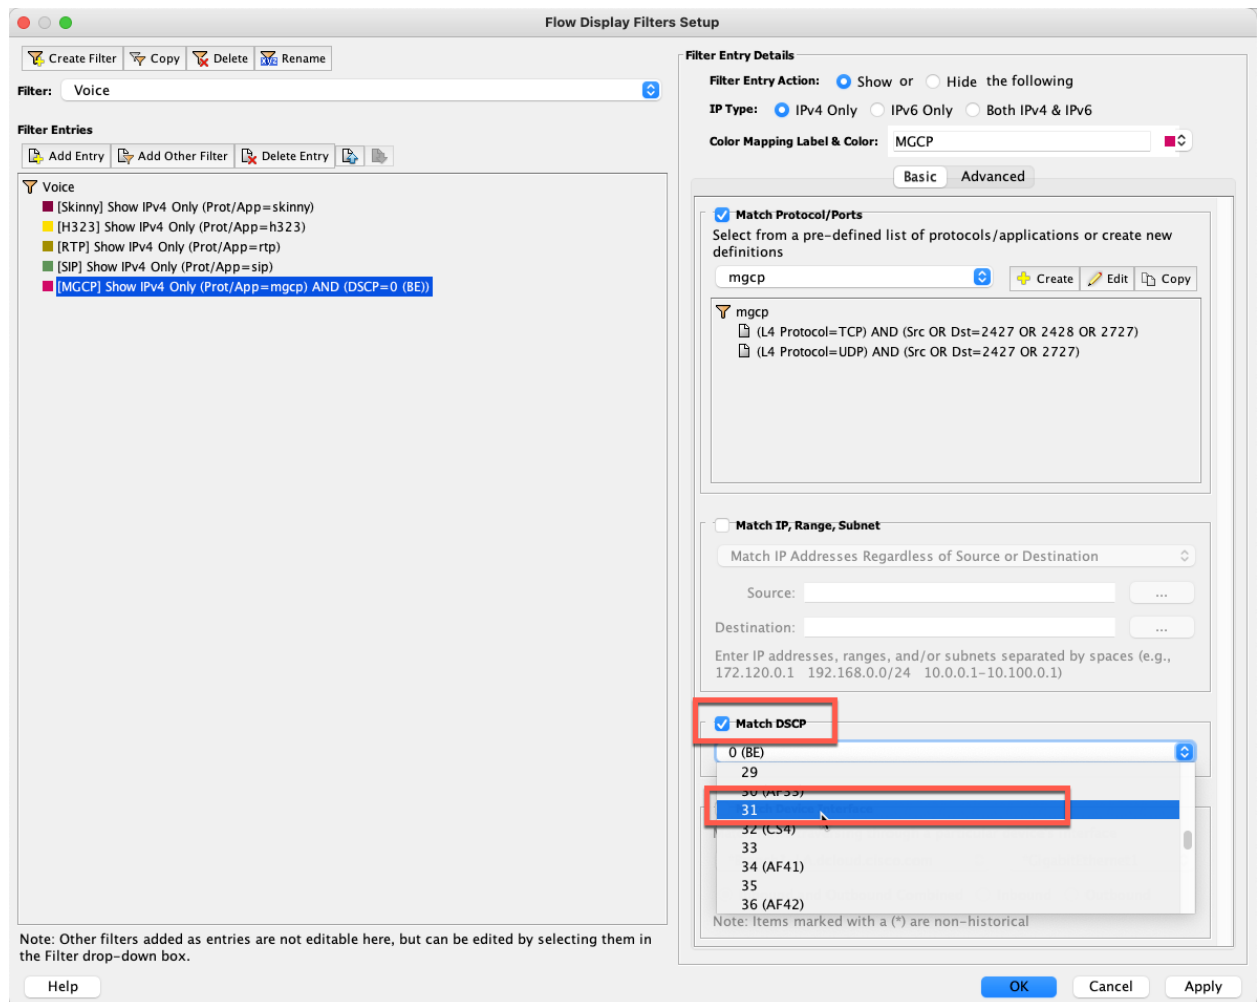 Flow Display Filters Setup
Create Filter Copy Delete Rename
Filter: Voice
Filter Entries
Add Entry Add Other Filter Delete Entry
Voice
[Skinny] Show IPv4 Only (Prot/App=skinny)
[H323] Show IPv4 Only (Prot/App=h323)
[RTP] Show IPv4 Only (Prot/App=rtp)
[SIP] Show IPv4 Only (Prot/App=sip)
[MGCP] Show IPv4 Only (Prot/App=mgcp) AND (DSCP=0 (BE))
Note: Other filters added as entries are not editable here, but can be edited by selecting them in
the Filter drop-down box.
Help
Filter Entry Details
Filter Entry Action: Show or Hide the following
IP Type: IPv4 Only IPv6 Only Both IPv4 & IPv6
Color Mapping Label & Color: MGCP
Basic Advanced
Match Protocol/Ports
Select from a pre-defined list of protocols/applications or create new
definitions
mgcp Create Edit Copy
mgcp
(L4 Protocol=TCP) AND (Src OR Dst=2427 OR 2428 OR 2727)
(L4 Protocol=UDP) AND (Src OR Dst=2427 OR 2727)
Match IP, Range, Subnet
Match IP Addresses Regardless of Source or Destination
Source: ...
Destination: ...
Enter IP addresses, ranges, and/or subnets separated by spaces (e.g.,
172.120.0.1 192.168.0.0/24 10.0.0.1-10.100.0.1)
Match DSCP
0 (BE)
29
30 (AF33)
31
32 (CS4)
33
34 (AF41)
35
36 (AF42)
Note: Items marked with a (*) are non-historical
OK Cancel Apply